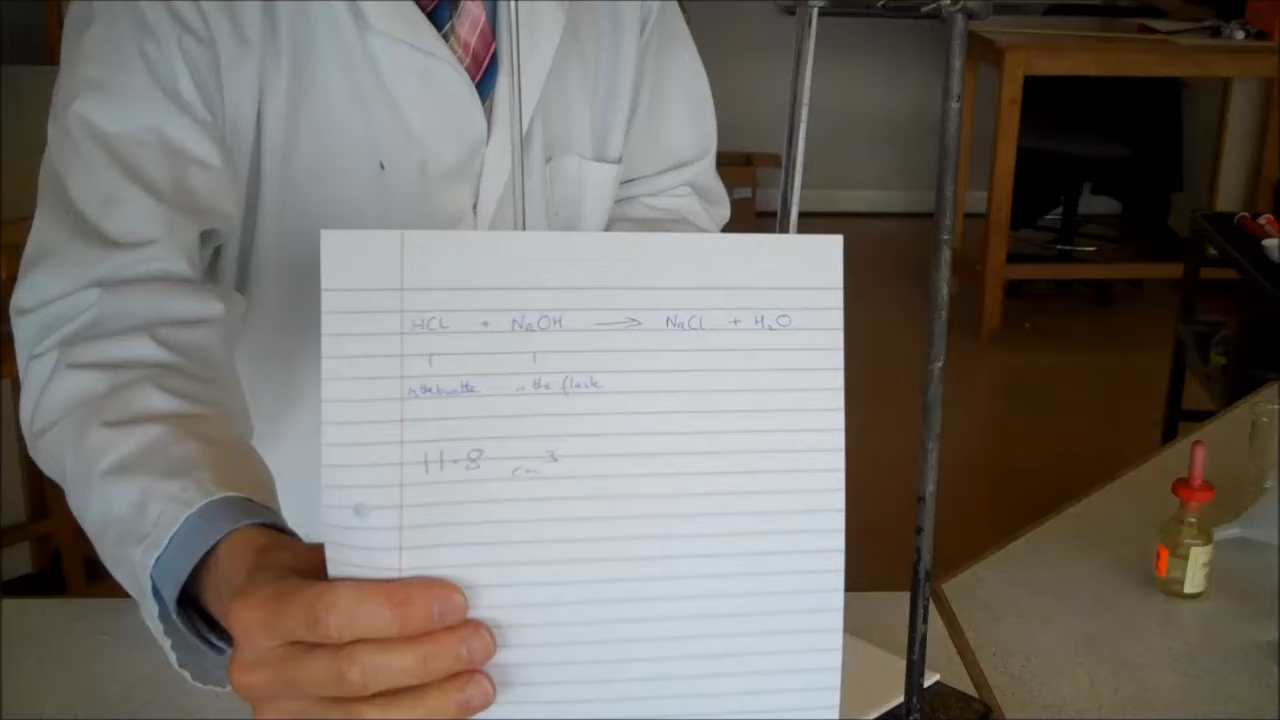 HCl + NaOH → NaCl + H₂O
in the burette in the flask
11.8 cm³